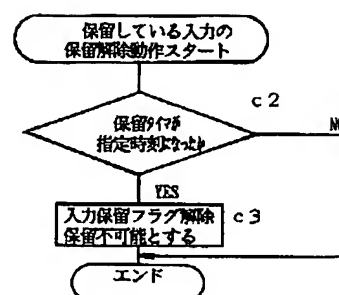 保留している入力の
保留解除動作スタート
c2
保留タイマが
指定時刻になったか
NO
YES
入力保留フラグ解除
保留不可能とする
c3
エンド